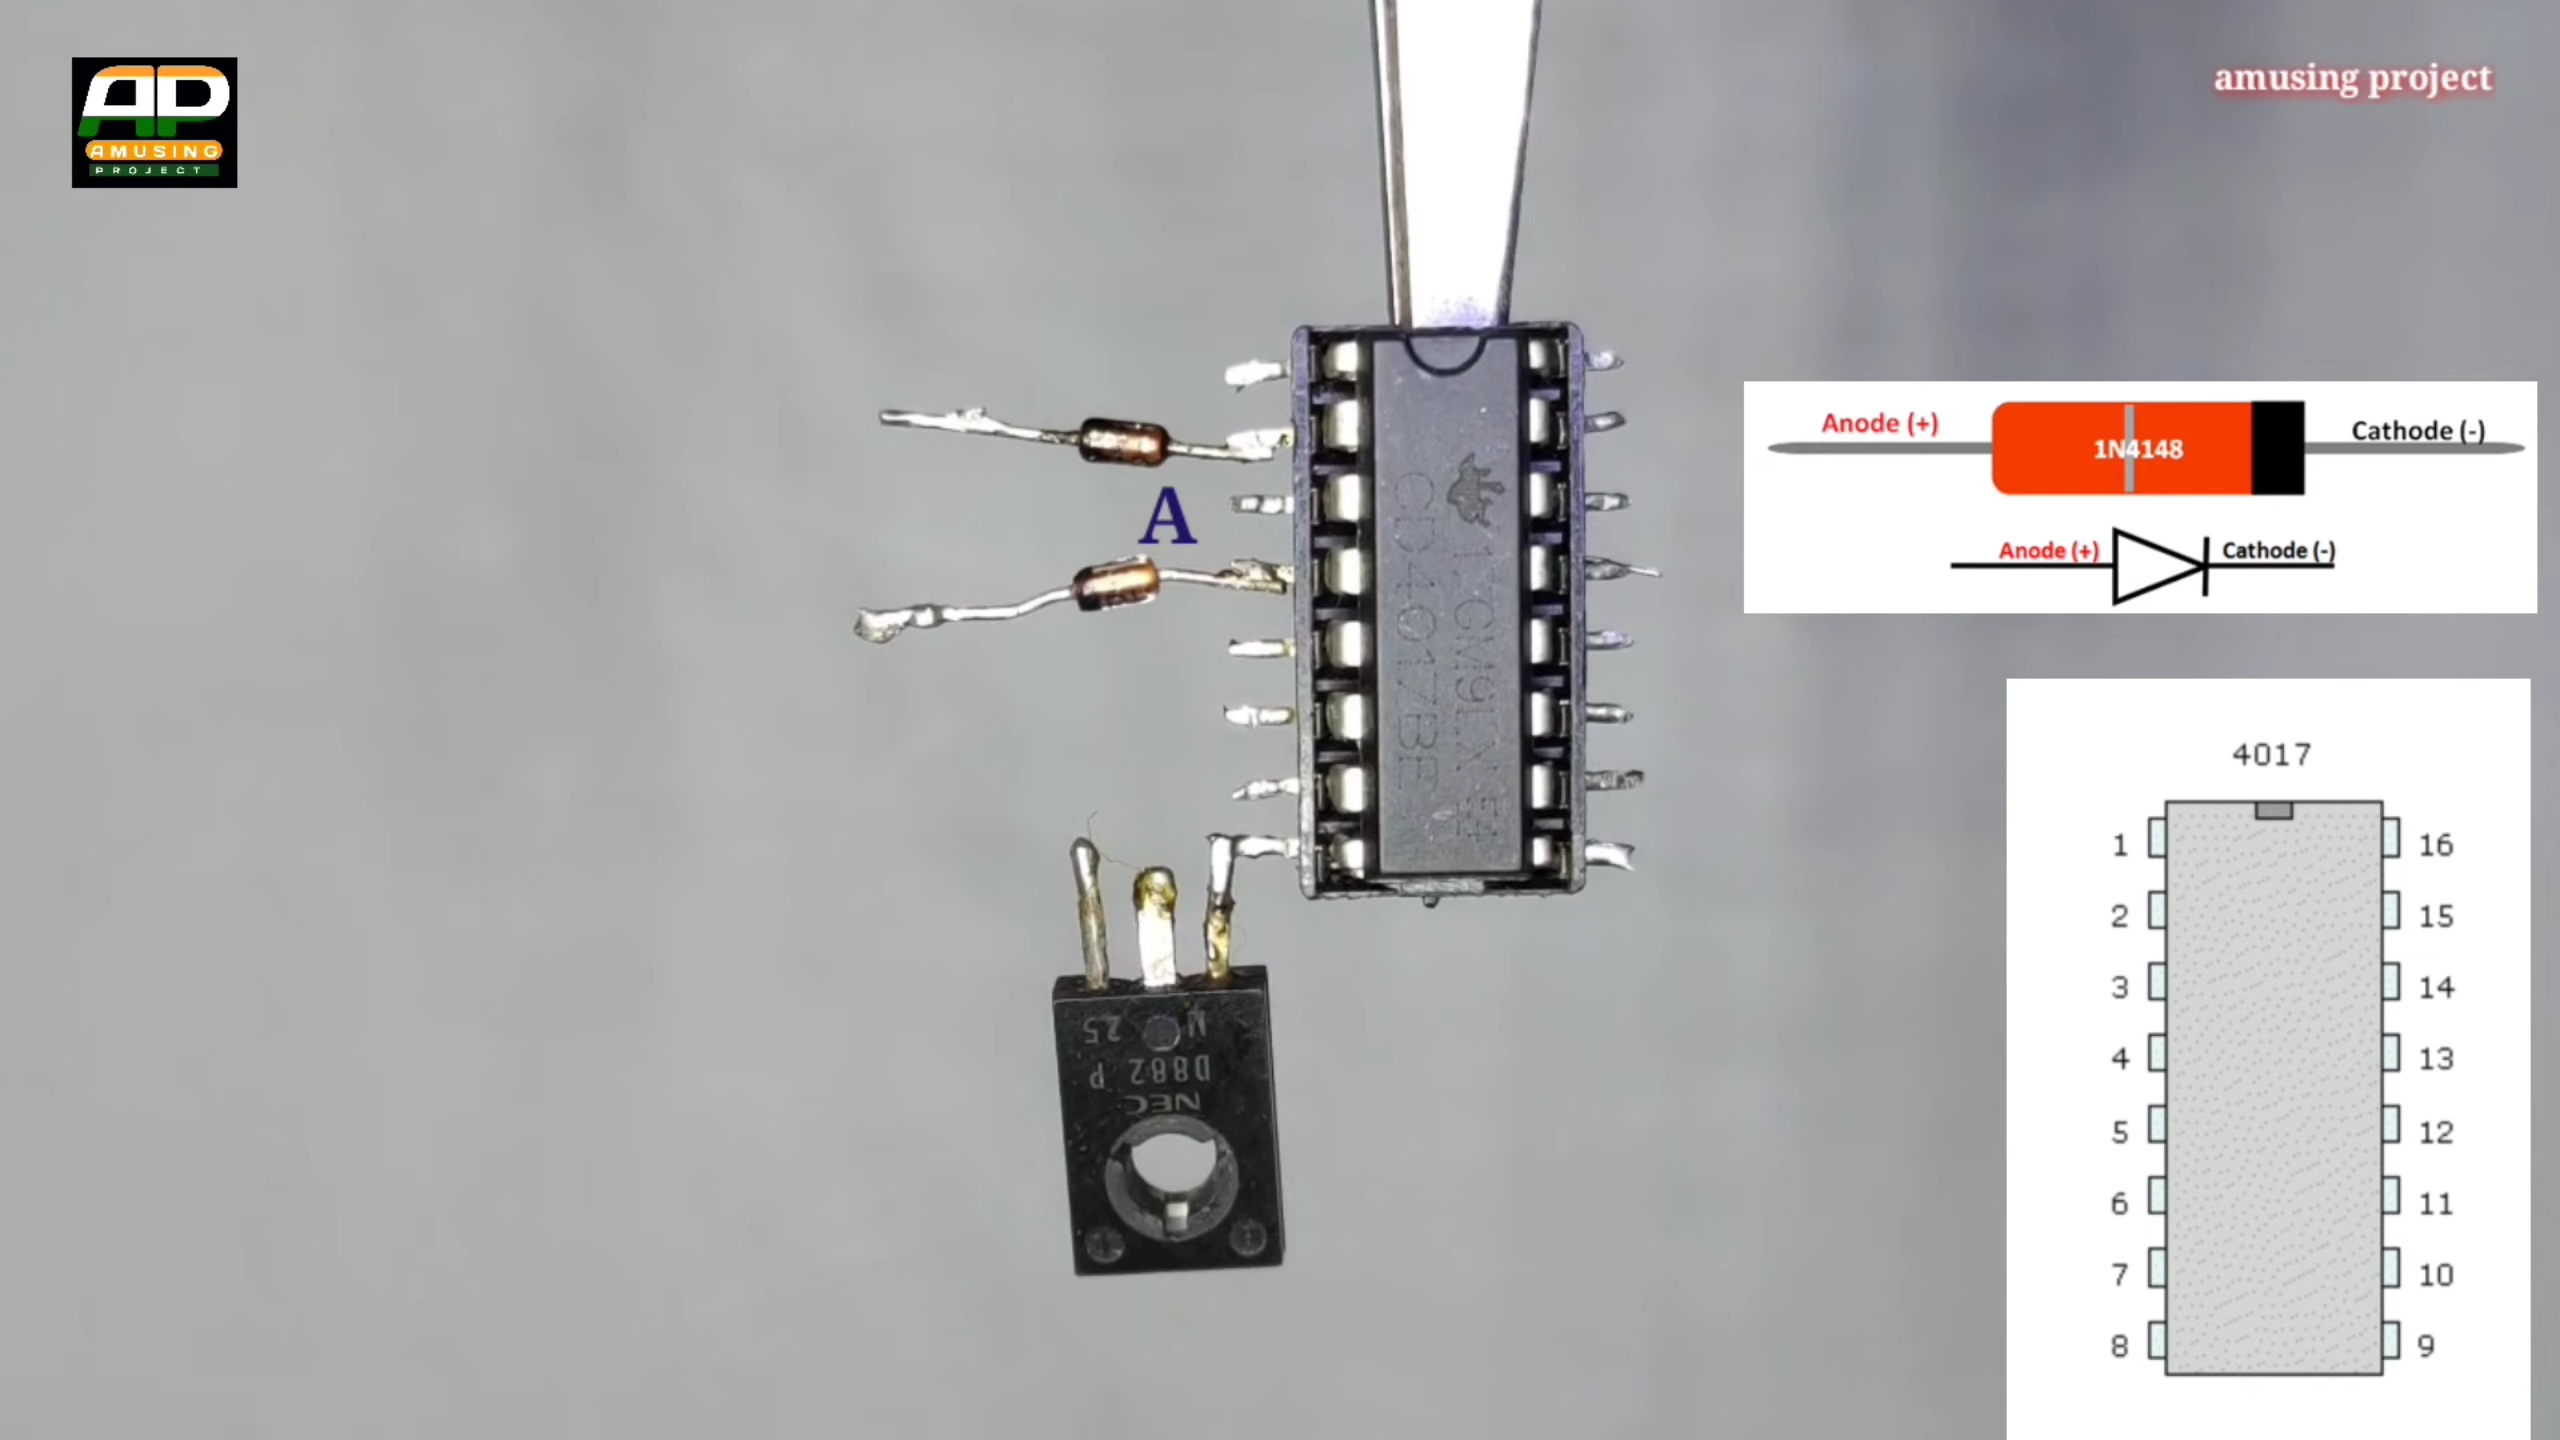 AP
AMUSING
PROJECT
amusing project
Anode (+)
1N4148
Cathode (-)
Anode (+)
Cathode (-)
A
CD4017BE
M 25
D882 P
NEC
4017
1 16
2 15
3 14
4 13
5 12
6 11
7 10
8 9